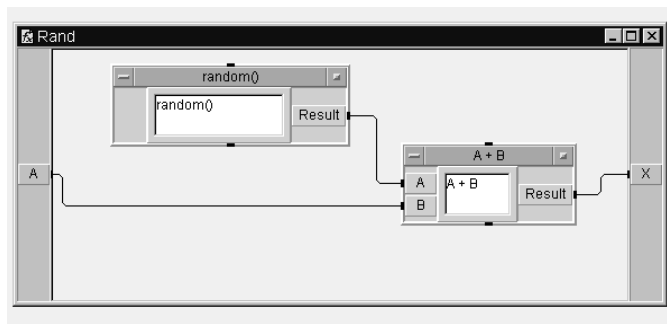 Rand
random()
random()
Result
A + B
A
A
A + B
Result
X
B